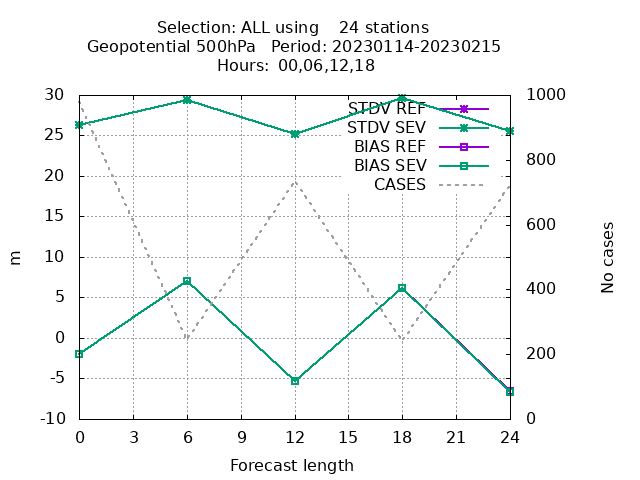 Selection: ALL using    24 stations
Geopotential 500hPa   Period: 20230114-20230215
Hours:  00,06,12,18
30
25
20
15
10
5
0
-5
-10
m
1000
800
600
400
200
0
No cases
STDV REF
STDV SEV
BIAS REF
BIAS SEV
CASES
0 3 6 9 12 15 18 21 24
Forecast length